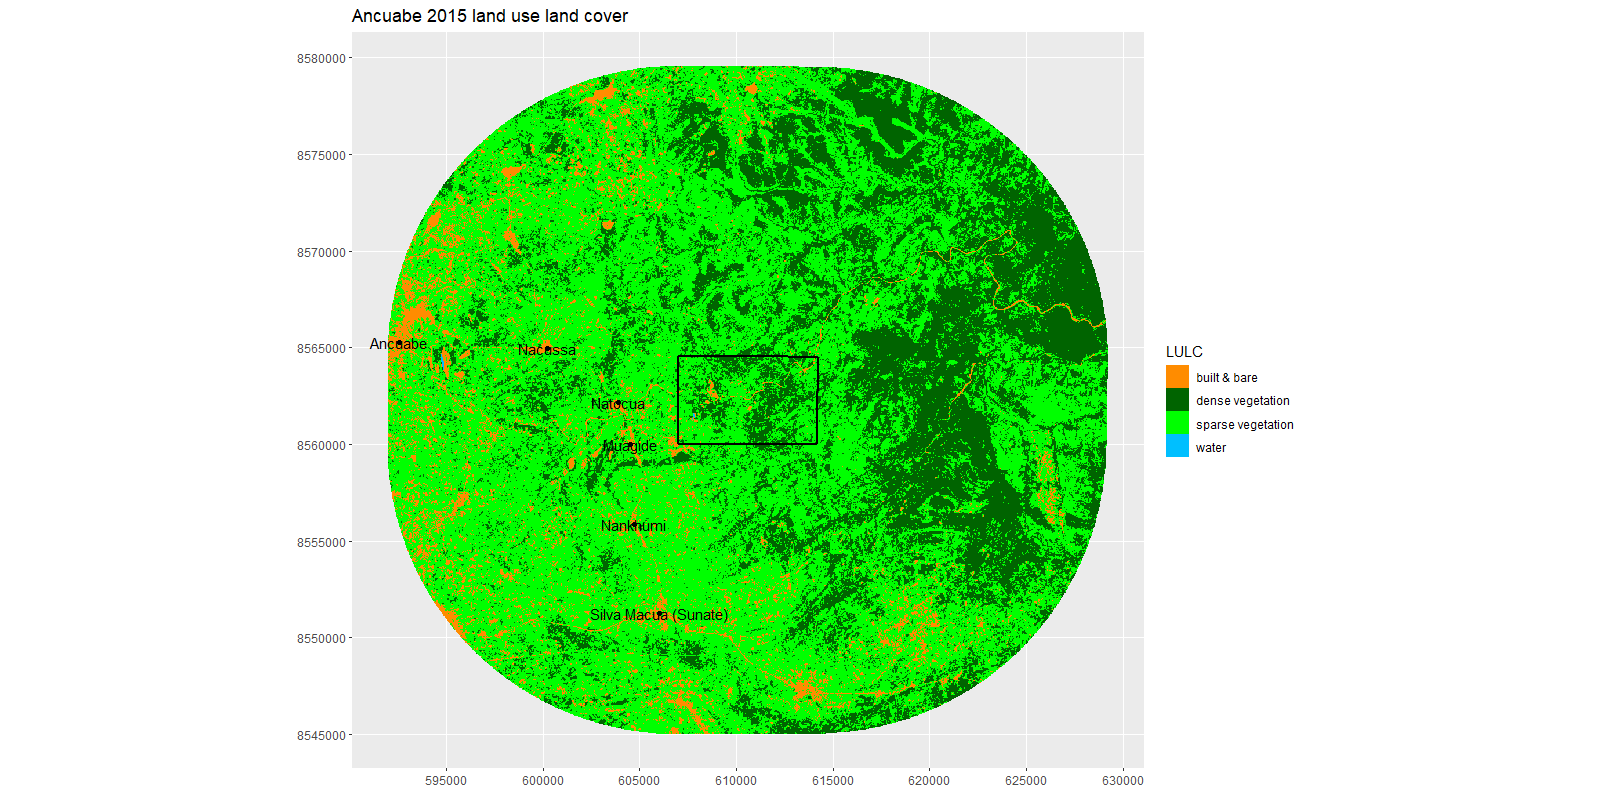 Ancuabe 2015 land use land cover
8580000
8575000
8570000
8565000
8560000
8555000
8550000
8545000
Ancuabe
Nacussa
Natocua
Muagide
Nankhumi
Silva Macua (Sunate)
595000
600000
605000
610000
615000
620000
625000
630000
LULC
built & bare
dense vegetation
sparse vegetation
water